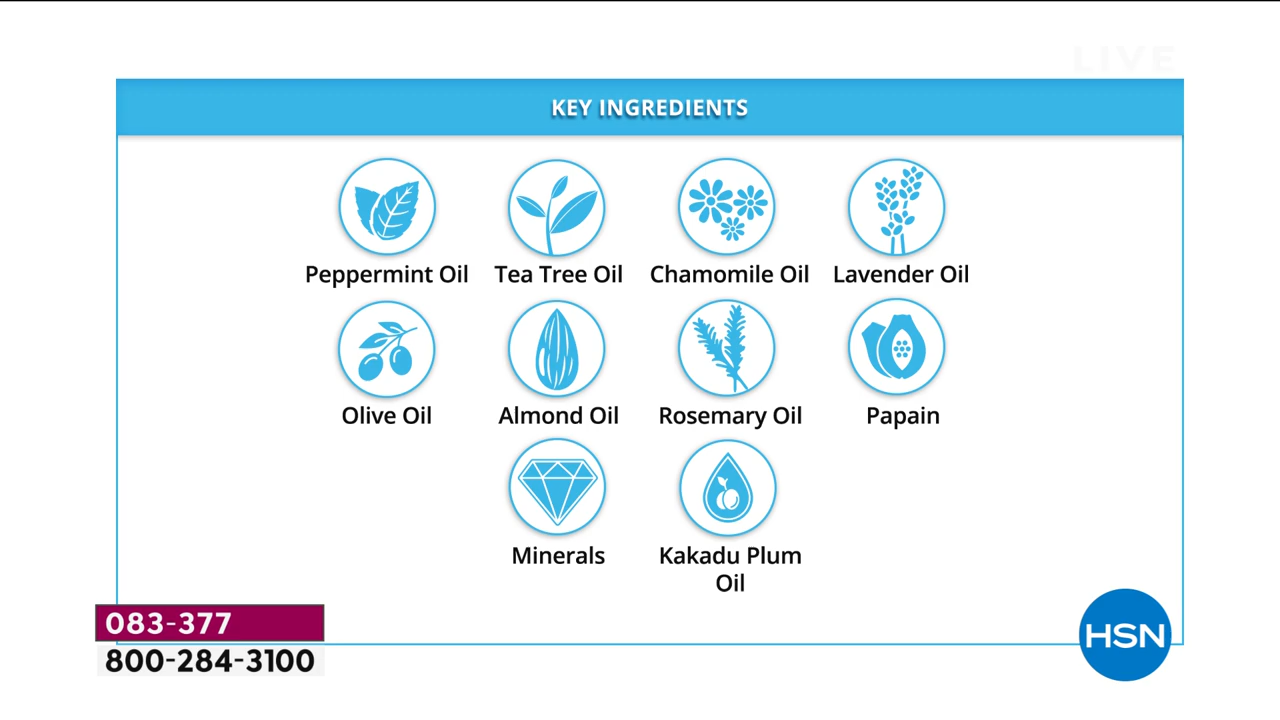 LIVE
KEY INGREDIENTS
Peppermint Oil
Tea Tree Oil
Chamomile Oil
Lavender Oil
Olive Oil
Almond Oil
Rosemary Oil
Papain
Minerals
Kakadu Plum
Oil
083-377
800-284-3100
HSN